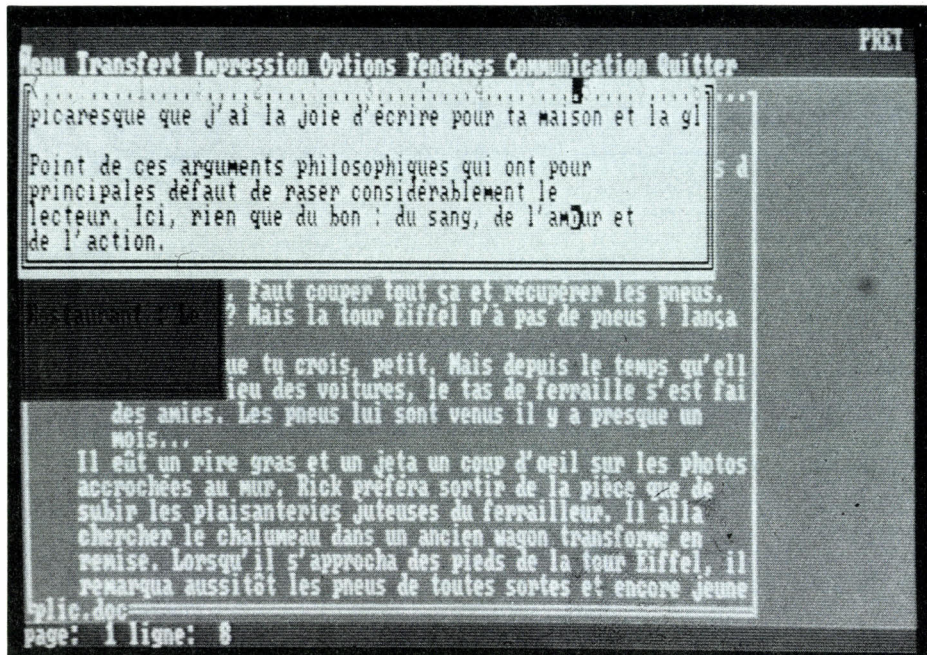 PRET
Menu Transfert Impression Options Fenêtres Communication Quitter
picaresque que j'ai la joie d'écrire pour ta maison et la gl
Point de ces arguments philosophiques qui ont pour
principales défaut de raser considérablement le
lecteur. Ici, rien que du bon : du sang, de l'amour et
de l'action.
s d
, Faut couper tout ça et récupérer les pneus.
Restaurant : Le ? Mais la tour Eiffel n'a pas de pneus ! lança
ue tu crois, petit. Mais depuis le temps qu'ell
ieu des voitures, le tas de ferraille s'est fai
des amies. Les pneus lui sont venus il y a presque un
mois...
Il eût un rire gras et un jeta un coup d'oeil sur les photos
accrochées au mur. Rick préféra sortir de la pièce que de
subir les plaisanteries juteuses du ferrailleur. Il alla
chercher le chalumeau dans un ancien wagon transformé en
remise. Lorsqu'il s'approcha des pieds de la tour Eiffel, il
remarqua aussitôt les pneus de toutes sortes et encore jeune
plic.doc
page: 1 ligne: 8